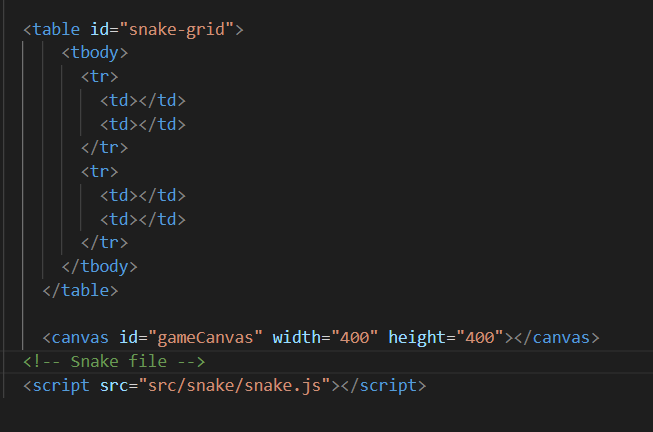 <table id="snake-grid">
<tbody>
<tr>
<td></td>
<td></td>
</tr>
<tr>
<td></td>
<td></td>
</tr>
</tbody>
</table>
<canvas id="gameCanvas" width="400" height="400"></canvas>
<!-- Snake file -->
<script src="src/snake/snake.js"></script>